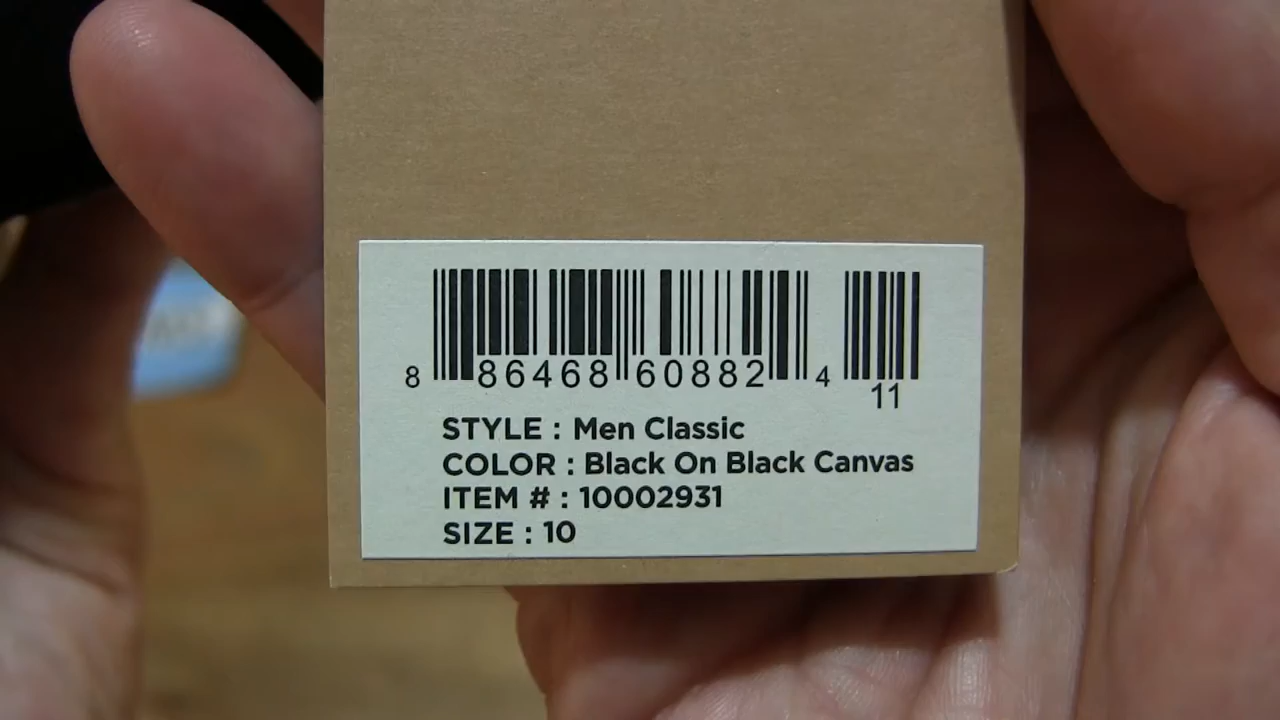 8 86468 60882 4 11
STYLE : Men Classic
COLOR : Black On Black Canvas
ITEM # : 10002931
SIZE : 10